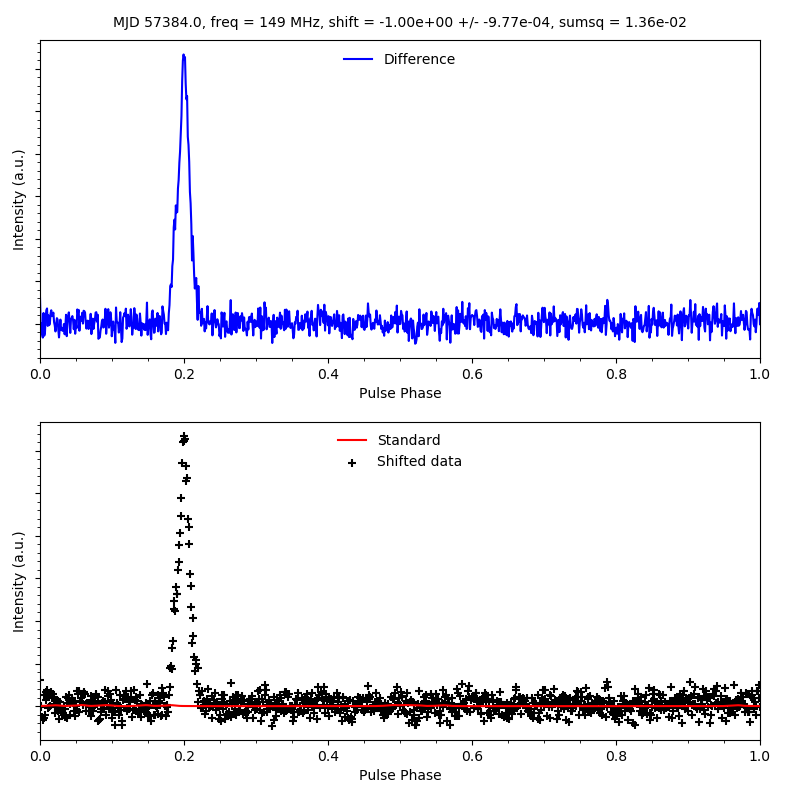 MJD 57384.0, freq = 149 MHz, shift = -1.00e+00 +/- -9.77e-04, sumsq = 1.36e-02
Difference
Intensity (a.u.)
0.0 0.2 0.4 0.6 0.8 1.0
Pulse Phase
Standard
Shifted data
Intensity (a.u.)
0.0 0.2 0.4 0.6 0.8 1.0
Pulse Phase